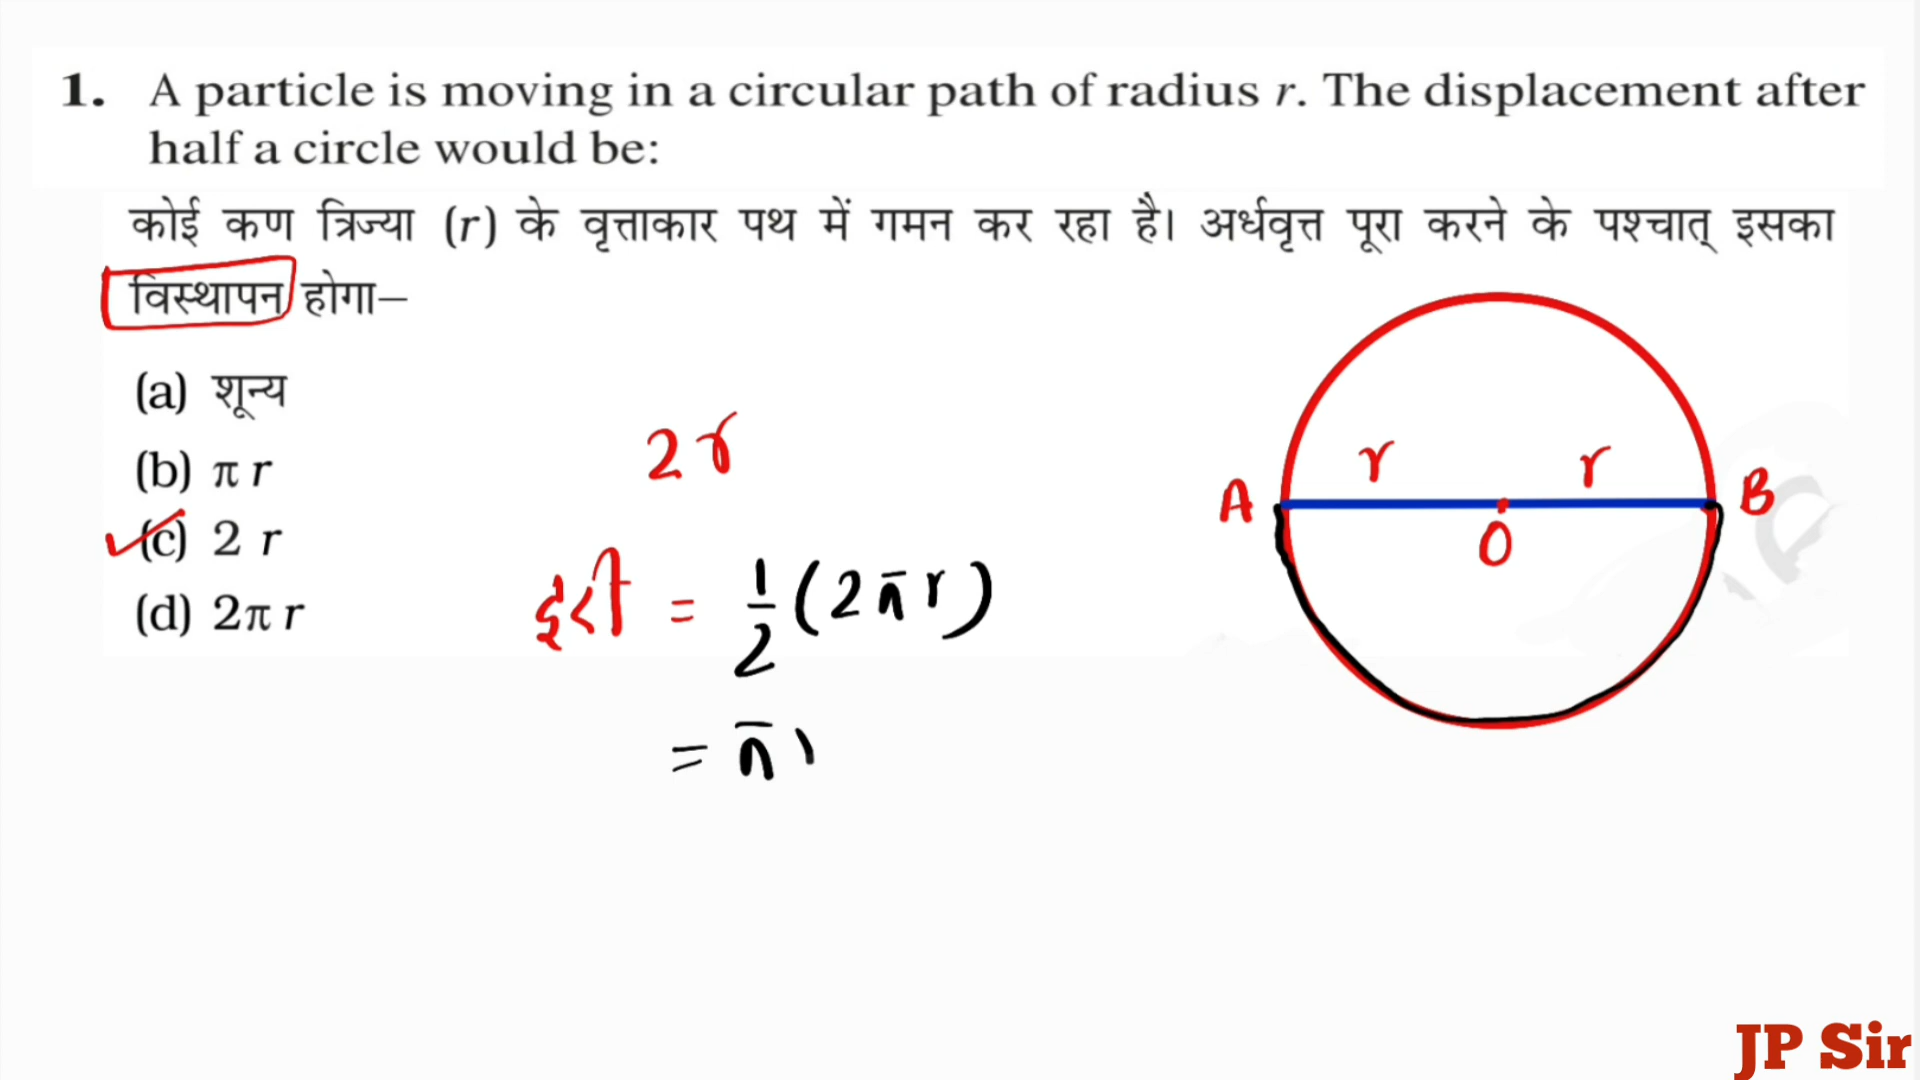 1. A particle is moving in a circular path of radius r. The displacement after
half a circle would be:
कोई कण त्रिज्या (r) के वृत्ताकार पथ में गमन कर रहा है। अर्धवृत्त पूरा करने के पश्चात् इसका
विस्थापन होगा–
(a) शून्य
(b) π r
(c) 2 r
(d) 2π r
2r
दूरी = 1/2 (2πr)
= π
r r
A B
O
JP Sir